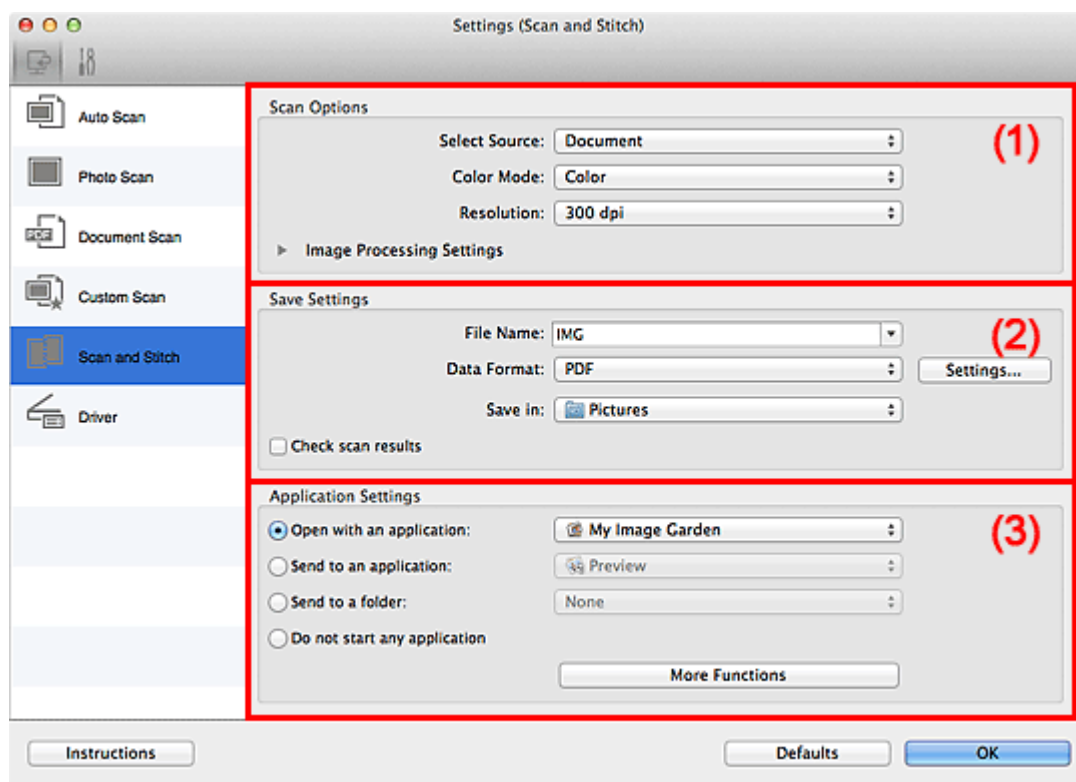 Settings (Scan and Stitch)
Auto Scan
Photo Scan
PDF
Document Scan
Custom Scan
Scan and Stitch
Driver
Scan Options
(1)
Select Source: Document
Color Mode: Color
Resolution: 300 dpi
Image Processing Settings
Save Settings
(2)
File Name: IMG
Data Format: PDF Settings...
Save in: Pictures
Check scan results
Application Settings
(3)
Open with an application: My Image Garden
Send to an application: Preview
Send to a folder: None
Do not start any application
More Functions
Instructions Defaults OK